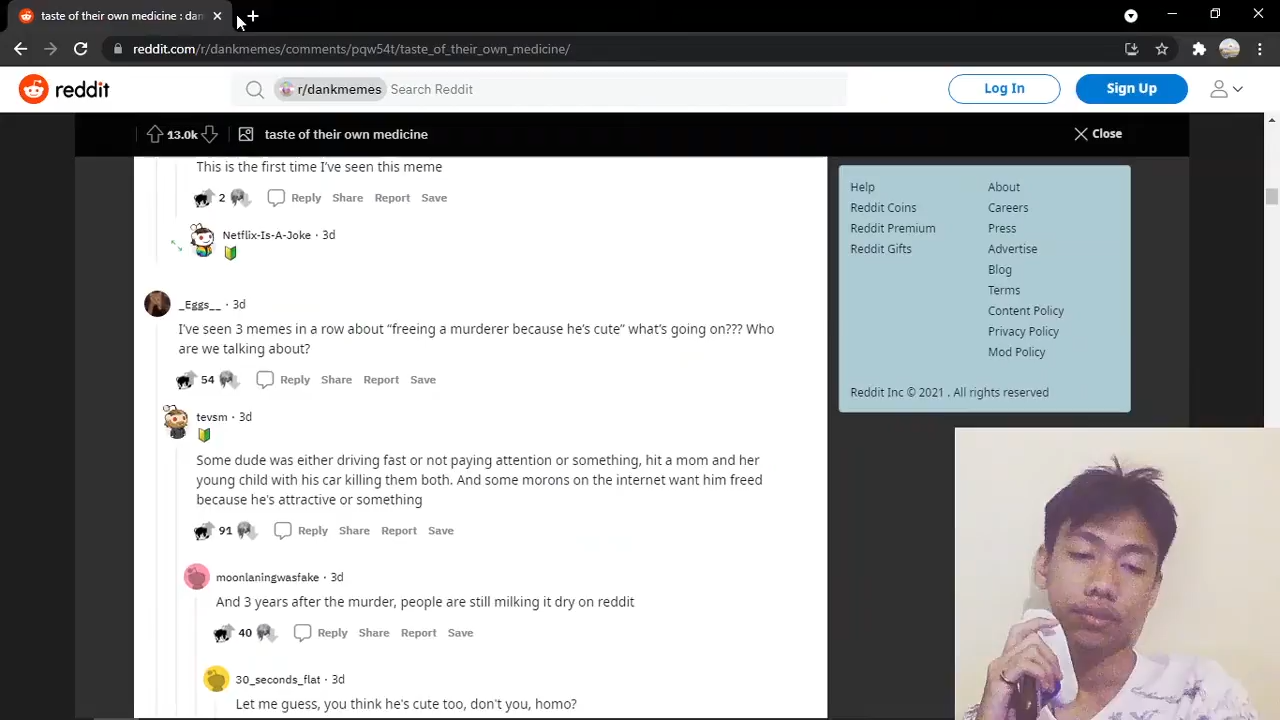 taste of their own medicine : dan
reddit.com/r/dankmemes/comments/pqw54t/taste_of_their_own_medicine/
reddit
r/dankmemes Search Reddit
Log In
Sign Up
13.0k
taste of their own medicine
Close
This is the first time I've seen this meme
2 Reply Share Report Save
Netflix-Is-A-Joke · 3d
_Eggs__ · 3d
I've seen 3 memes in a row about “freeing a murderer because he's cute” what's going on??? Who
are we talking about?
54 Reply Share Report Save
tevsm · 3d
Some dude was either driving fast or not paying attention or something, hit a mom and her
young child with his car killing them both. And some morons on the internet want him freed
because he's attractive or something
91 Reply Share Report Save
moonlaningwasfake · 3d
And 3 years after the murder, people are still milking it dry on reddit
40 Reply Share Report Save
30_seconds_flat · 3d
Let me guess, you think he's cute too, don't you, homo?
Help
Reddit Coins
Reddit Premium
Reddit Gifts
About
Careers
Press
Advertise
Blog
Terms
Content Policy
Privacy Policy
Mod Policy
Reddit Inc © 2021 . All rights reserved